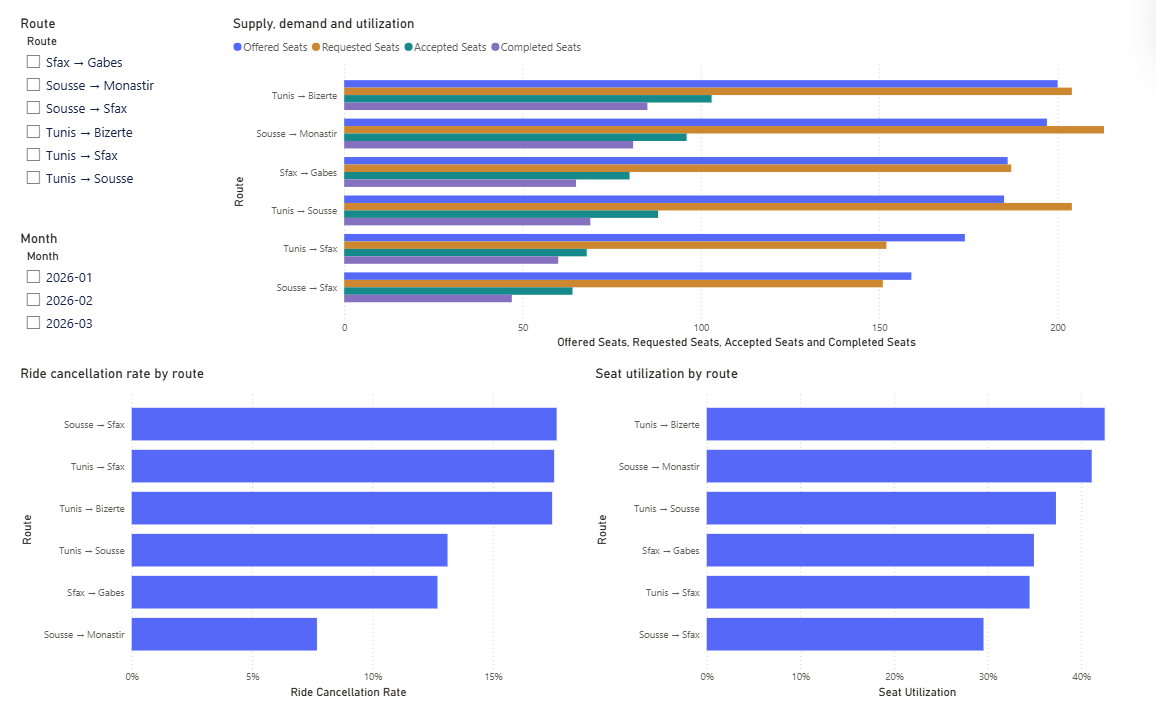 Route
Route
Sfax → Gabes
Sousse → Monastir
Sousse → Sfax
Tunis → Bizerte
Tunis → Sfax
Tunis → Sousse
Month
Month
2026-01
2026-02
2026-03
Supply, demand and utilization
Offered Seats Requested Seats Accepted Seats Completed Seats
Route
Tunis → Bizerte
Sousse → Monastir
Sfax → Gabes
Tunis → Sousse
Tunis → Sfax
Sousse → Sfax
0 50 100 150 200
Offered Seats, Requested Seats, Accepted Seats and Completed Seats
Ride cancellation rate by route
Route
Sousse → Sfax
Tunis → Sfax
Tunis → Bizerte
Tunis → Sousse
Sfax → Gabes
Sousse → Monastir
0% 5% 10% 15%
Ride Cancellation Rate
Seat utilization by route
Route
Tunis → Bizerte
Sousse → Monastir
Tunis → Sousse
Sfax → Gabes
Tunis → Sfax
Sousse → Sfax
0% 10% 20% 30% 40%
Seat Utilization